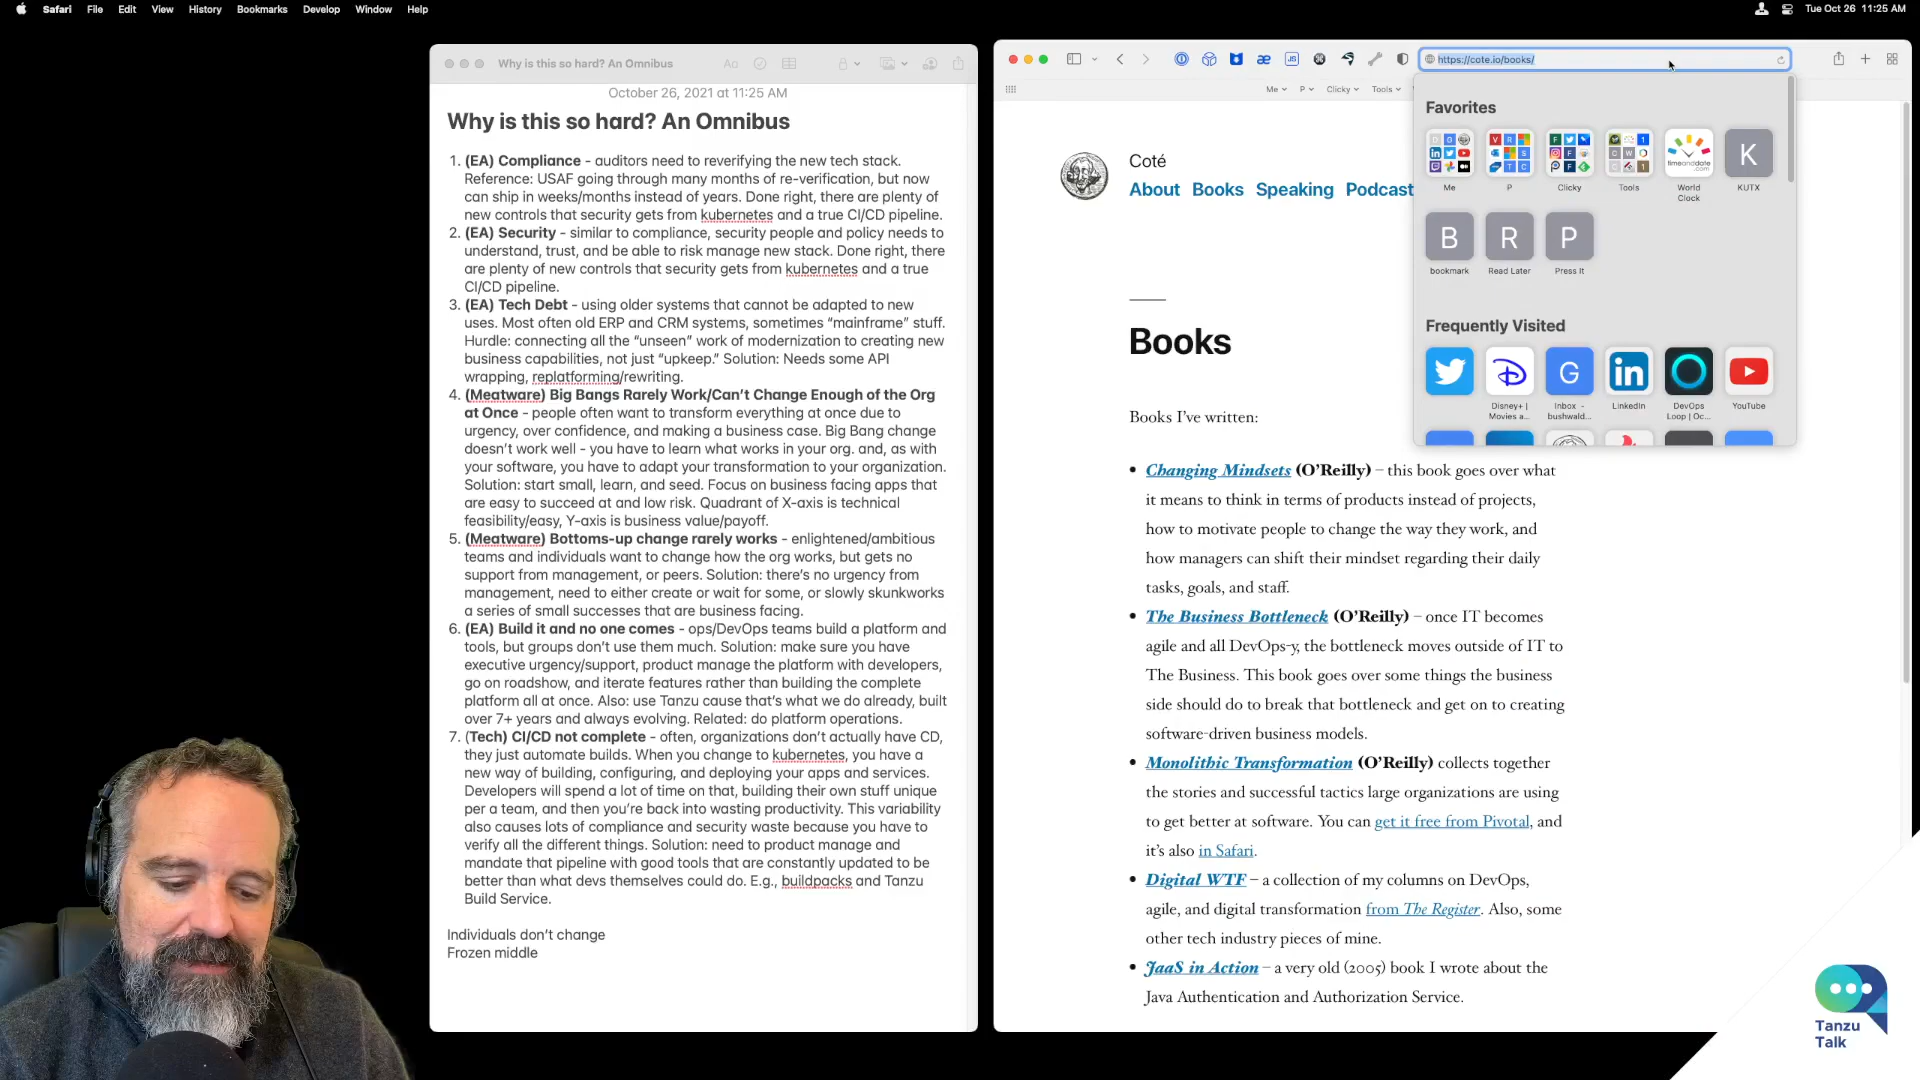 Safari File Edit View History Bookmarks Develop Window Help
Tue Oct 26 11:25 AM
Why is this so hard? An Omnibus
Aa
October 26, 2021 at 11:25 AM
Why is this so hard? An Omnibus
1. (EA) Compliance - auditors need to reverifying the new tech stack.
Reference: USAF going through many months of re-verification, but now
can ship in weeks/months instead of years. Done right, there are plenty of
new controls that security gets from kubernetes and a true CI/CD pipeline.
2. (EA) Security - similar to compliance, security people and policy needs to
understand, trust, and be able to risk manage new stack. Done right, there
are plenty of new controls that security gets from kubernetes and a true
CI/CD pipeline.
3. (EA) Tech Debt - using older systems that cannot be adapted to new
uses. Most often old ERP and CRM systems, sometimes “mainframe” stuff.
Hurdle: connecting all the “unseen” work of modernization to creating new
business capabilities, not just “upkeep.” Solution: Needs some API
wrapping, replatforming/rewriting.
4. (Meatware) Big Bangs Rarely Work/Can’t Change Enough of the Org
at Once - people often want to transform everything at once due to
urgency, over confidence, and making a business case. Big Bang change
doesn’t work well - you have to learn what works in your org. and, as with
your software, you have to adapt your transformation to your organization.
Solution: start small, learn, and seed. Focus on business facing apps that
are easy to succeed at and low risk. Quadrant of X-axis is technical
feasibility/easy, Y-axis is business value/payoff.
5. (Meatware) Bottoms-up change rarely works - enlightened/ambitious
teams and individuals want to change how the org works, but gets no
support from management, or peers. Solution: there’s no urgency from
management, need to either create or wait for some, or slowly skunkworks
a series of small successes that are business facing.
6. (EA) Build it and no one comes - ops/DevOps teams build a platform and
tools, but groups don’t use them much. Solution: make sure you have
executive urgency/support, product manage the platform with developers,
go on roadshow, and iterate features rather than building the complete
platform all at once. Also: use Tanzu cause that’s what we do already, built
over 7+ years and always evolving. Related: do platform operations.
7. (Tech) CI/CD not complete - often, organizations don’t actually have CD,
they just automate builds. When you change to kubernetes, you have a
new way of building, configuring, and deploying your apps and services.
Developers will spend a lot of time on that, building their own stuff unique
per a team, and then you’re back into wasting productivity. This variability
also causes lots of compliance and security waste because you have to
verify all the different things. Solution: need to product manage and
mandate that pipeline with good tools that are constantly updated to be
better than what devs themselves could do. E.g., buildpacks and Tanzu
Build Service.
Individuals don’t change
Frozen middle
https://cote.io/books/
Me P Clicky Tools
Coté
About Books Speaking Podcast
Books
Books I’ve written:
• Changing Mindsets (O’Reilly) – this book goes over what
it means to think in terms of products instead of projects,
how to motivate people to change the way they work, and
how managers can shift their mindset regarding their daily
tasks, goals, and staff.
• The Business Bottleneck (O’Reilly) – once IT becomes
agile and all DevOps-y, the bottleneck moves outside of IT to
The Business. This book goes over some things the business
side should do to break that bottleneck and get on to creating
software-driven business models.
• Monolithic Transformation (O’Reilly) collects together
the stories and successful tactics large organizations are using
to get better at software. You can get it free from Pivotal, and
it’s also in Safari.
• Digital WTF – a collection of my columns on DevOps,
agile, and digital transformation from The Register. Also, some
other tech industry pieces of mine.
• JaaS in Action – a very old (2005) book I wrote about the
Java Authentication and Authorization Service.
Favorites
timeanddate.com K
Me P Clicky Tools World Clock KUTX
B R P
bookmark Read Later Press It
Frequently Visited
G in
Disney+ | Movies a... Inbox - bushwald... LinkedIn DevOps Loop | Oc... YouTube
Tanzu
Talk